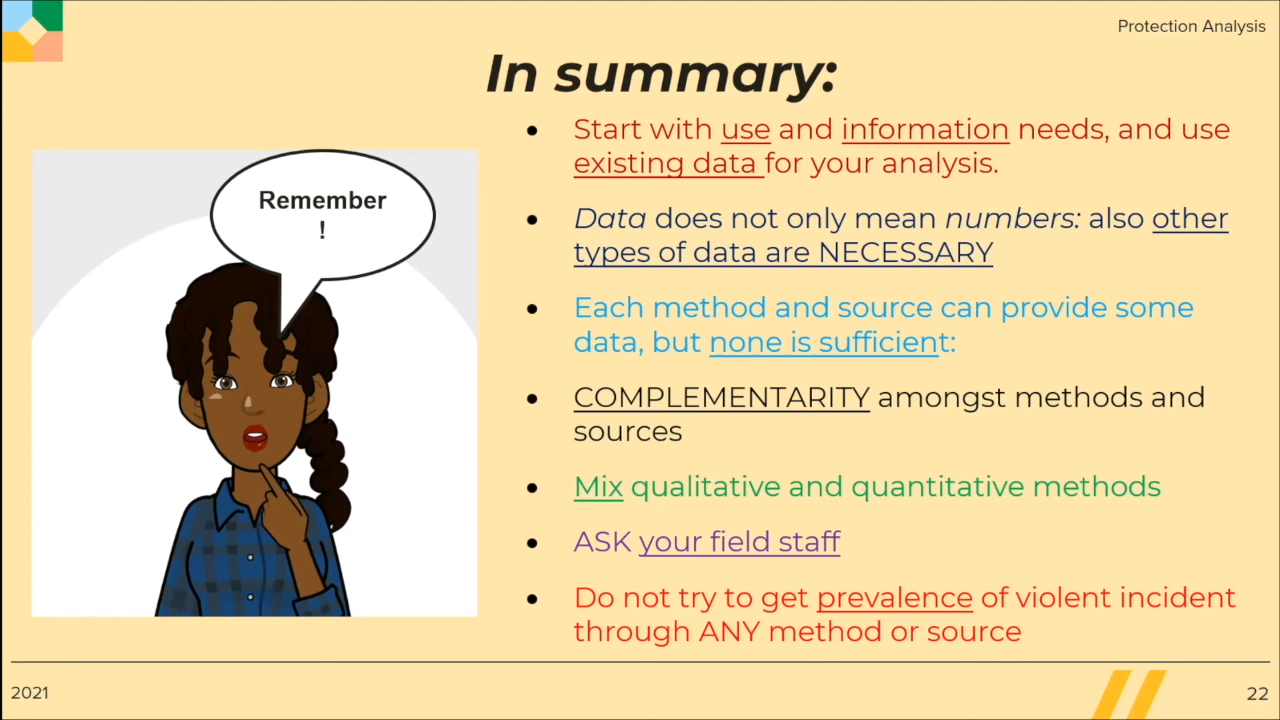 Protection Analysis
In summary:
Remember
!
• Start with use and information needs, and use
existing data for your analysis.
• Data does not only mean numbers: also other
types of data are NECESSARY
• Each method and source can provide some
data, but none is sufficient:
• COMPLEMENTARITY amongst methods and
sources
• Mix qualitative and quantitative methods
• ASK your field staff
• Do not try to get prevalence of violent incident
through ANY method or source
2021
22